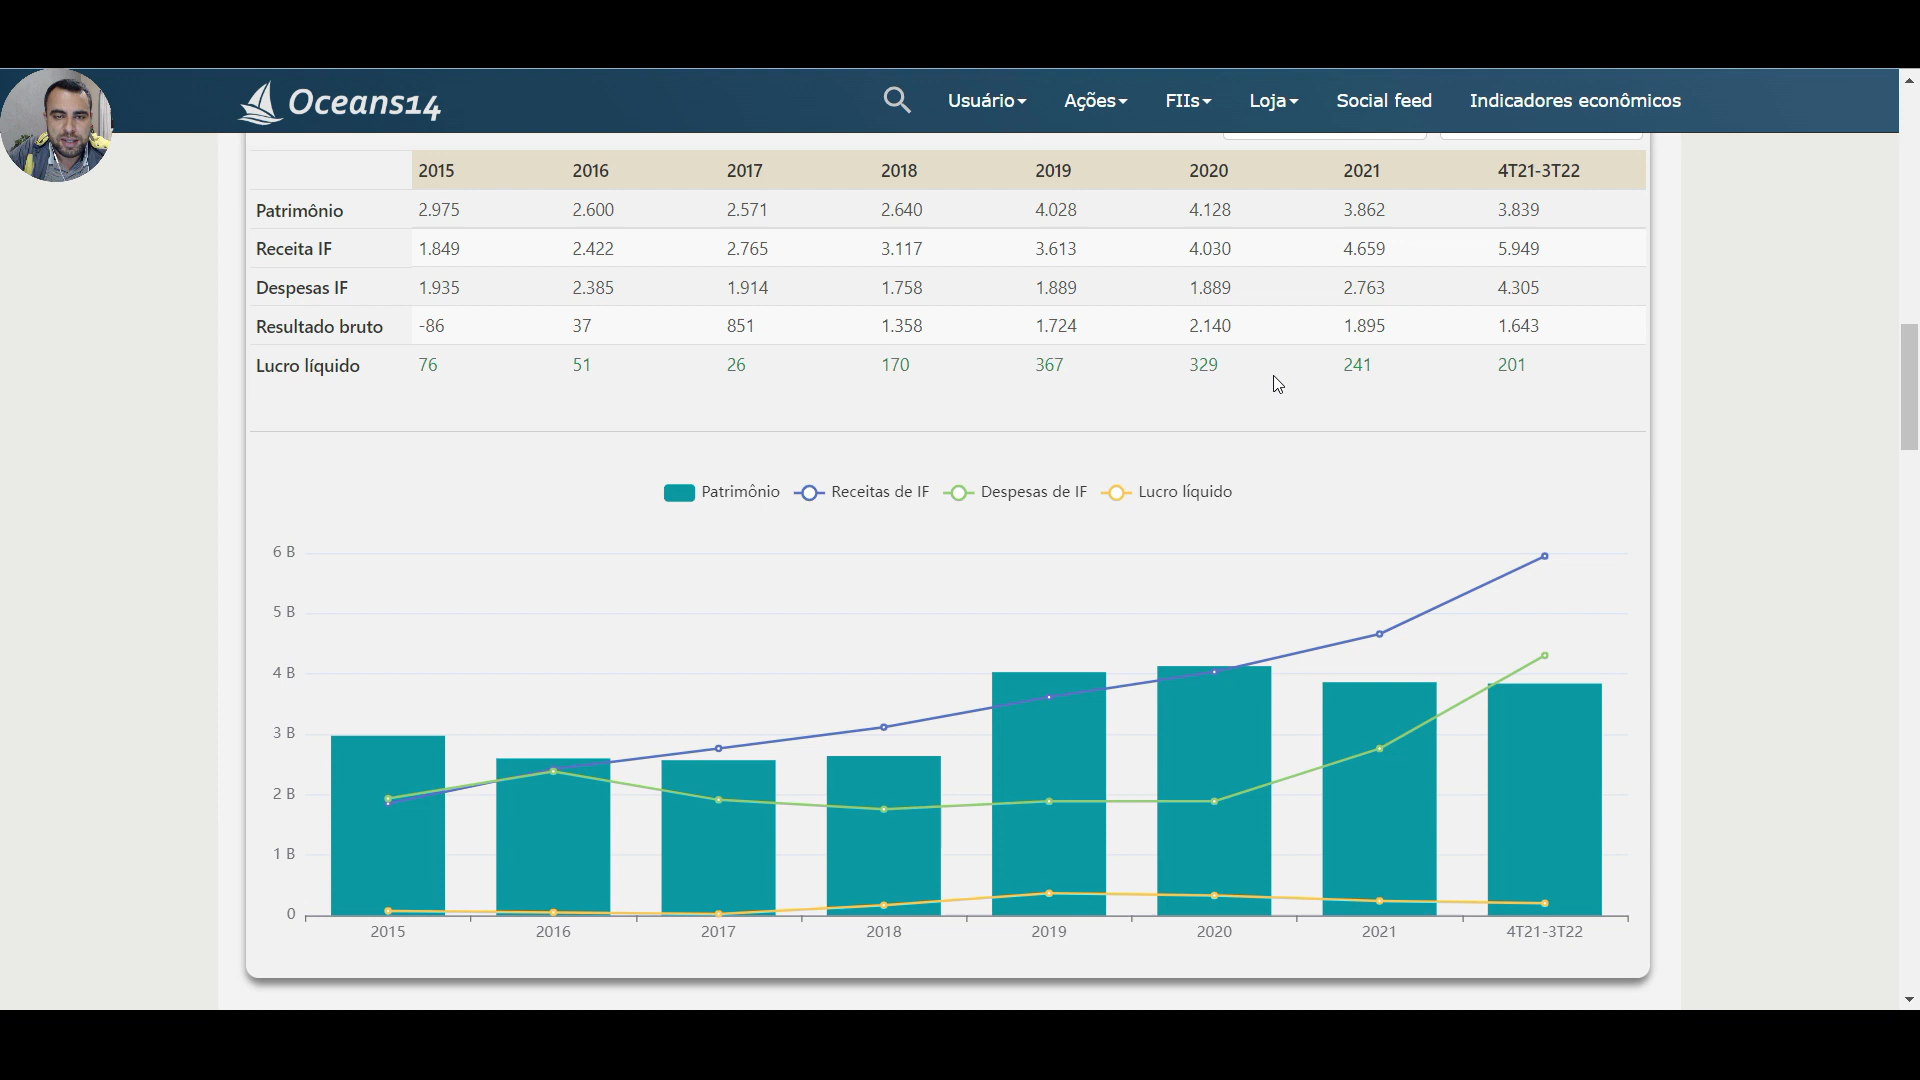 Oceans14 Usuário Ações FIIs Loja Social feed Indicadores econômicos
2015 2016 2017 2018 2019 2020 2021 4T21-3T22
Patrimônio 2.975 2.600 2.571 2.640 4.028 4.128 3.862 3.839
Receita IF 1.849 2.422 2.765 3.117 3.613 4.030 4.659 5.949
Despesas IF 1.935 2.385 1.914 1.758 1.889 1.889 2.763 4.305
Resultado bruto -86 37 851 1.358 1.724 2.140 1.895 1.643
Lucro líquido 76 51 26 170 367 329 241 201
Patrimônio Receitas de IF Despesas de IF Lucro líquido
6 B
5 B
4 B
3 B
2 B
1 B
0
2015 2016 2017 2018 2019 2020 2021 4T21-3T22